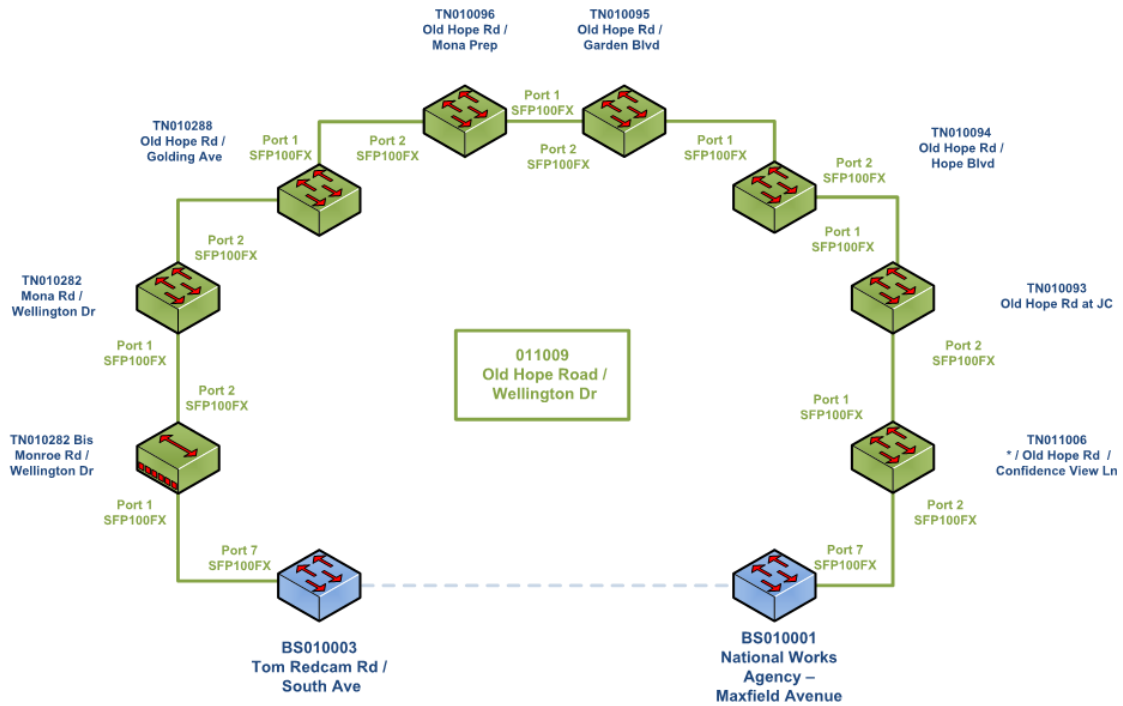 TN010096
Old Hope Rd /
Mona Prep
TN010095
Old Hope Rd /
Garden Blvd
Port 1
SFP100FX
Port 2
SFP100FX
TN010288
Old Hope Rd /
Golding Ave
Port 1
SFP100FX
Port 2
SFP100FX
Port 1
SFP100FX
TN010094
Old Hope Rd /
Hope Blvd
Port 2
SFP100FX
Port 2
SFP100FX
Port 1
SFP100FX
TN010282
Mona Rd /
Wellington Dr
TN010093
Old Hope Rd at JC
Port 1
SFP100FX
Port 2
SFP100FX
011009
Old Hope Road /
Wellington Dr
Port 2
SFP100FX
Port 1
SFP100FX
TN010282 Bis
Monroe Rd /
Wellington Dr
TN011006
* / Old Hope Rd /
Confidence View Ln
Port 1
SFP100FX
Port 2
SFP100FX
Port 7
SFP100FX
Port 7
SFP100FX
BS010003
Tom Redcam Rd /
South Ave
BS010001
National Works
Agency –
Maxfield Avenue